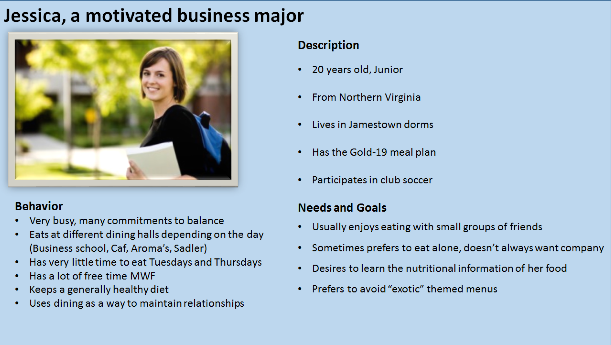 Jessica, a motivated business major
Description
• 20 years old, Junior
• From Northern Virginia
• Lives in Jamestown dorms
• Has the Gold-19 meal plan
• Participates in club soccer
Behavior
• Very busy, many commitments to balance
• Eats at different dining halls depending on the day
(Business school, Caf, Aroma's, Sadler)
• Has very little time to eat Tuesdays and Thursdays
• Has a lot of free time MWF
• Keeps a generally healthy diet
• Uses dining as a way to maintain relationships
Needs and Goals
• Usually enjoys eating with small groups of friends
• Sometimes prefers to eat alone, doesn't always want company
• Desires to learn the nutritional information of her food
• Prefers to avoid “exotic” themed menus